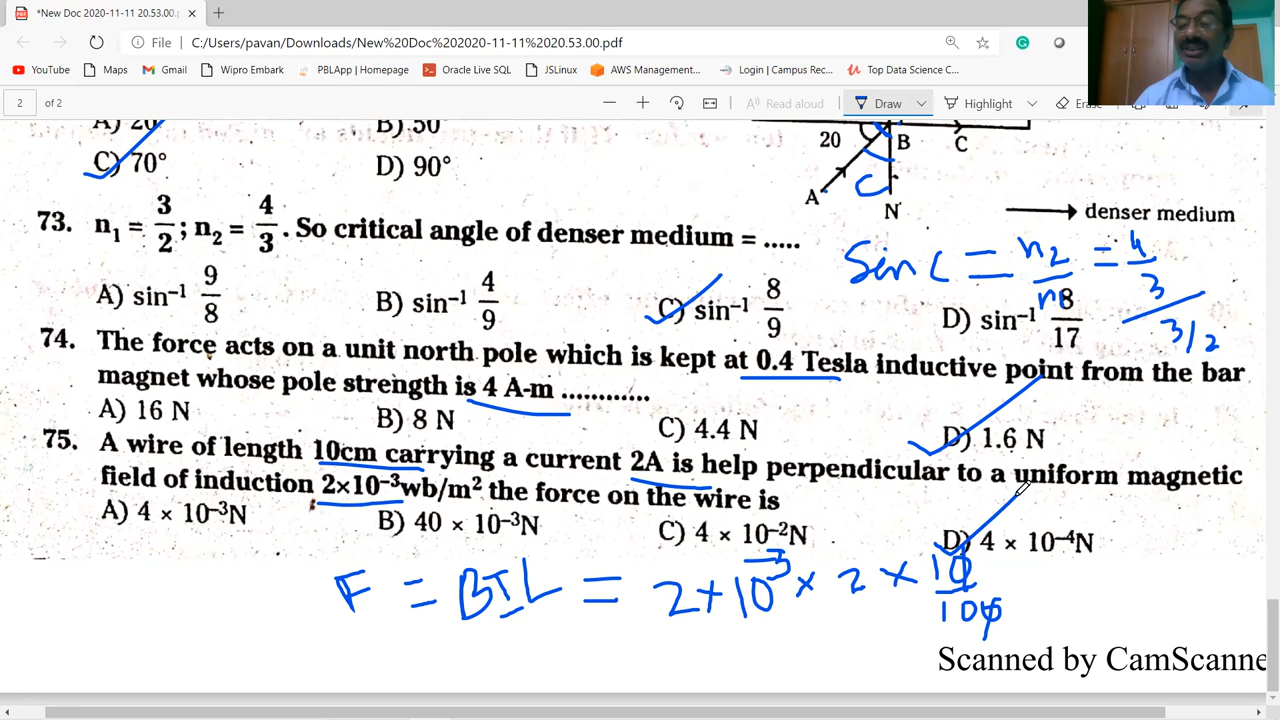 *New Doc 2020-11-11 20.53.00.pd
File C:/Users/pavan/Downloads/New%20Doc%202020-11-11%2020.53.00.pdf
YouTube Maps Gmail Wipro Embark PBLApp | Homepage Oracle Live SQL JSLinux AWS Management... Login | Campus Rec... Top Data Science C...
2 of 2 Read aloud Draw Highlight Erase
A) 20 B) 50
C) 70° D) 90°
20 B C
C
A N
denser medium
73. n₁ = 3/2 ; n₂ = 4/3 . So critical angle of denser medium = .....
Sin C = n₂/n = 4/3 / 3/2
A) sin⁻¹ 9/8 B) sin⁻¹ 4/9 C) sin⁻¹ 8/9 D) sin⁻¹ 8/17
74. The force acts on a unit north pole which is kept at 0.4 Tesla inductive point from the bar
magnet whose pole strength is 4 A-m ............
A) 16 N B) 8 N C) 4.4 N D) 1.6 N
75. A wire of length 10cm carrying a current 2A is help perpendicular to a uniform magnetic
field of induction 2×10⁻³wb/m² the force on the wire is
A) 4 × 10⁻³N B) 40 × 10⁻³N C) 4 × 10⁻²N D) 4 × 10⁻⁴N
F = BIL = 2 × 10⁻³ × 2 × 10/100
Scanned by CamScanne